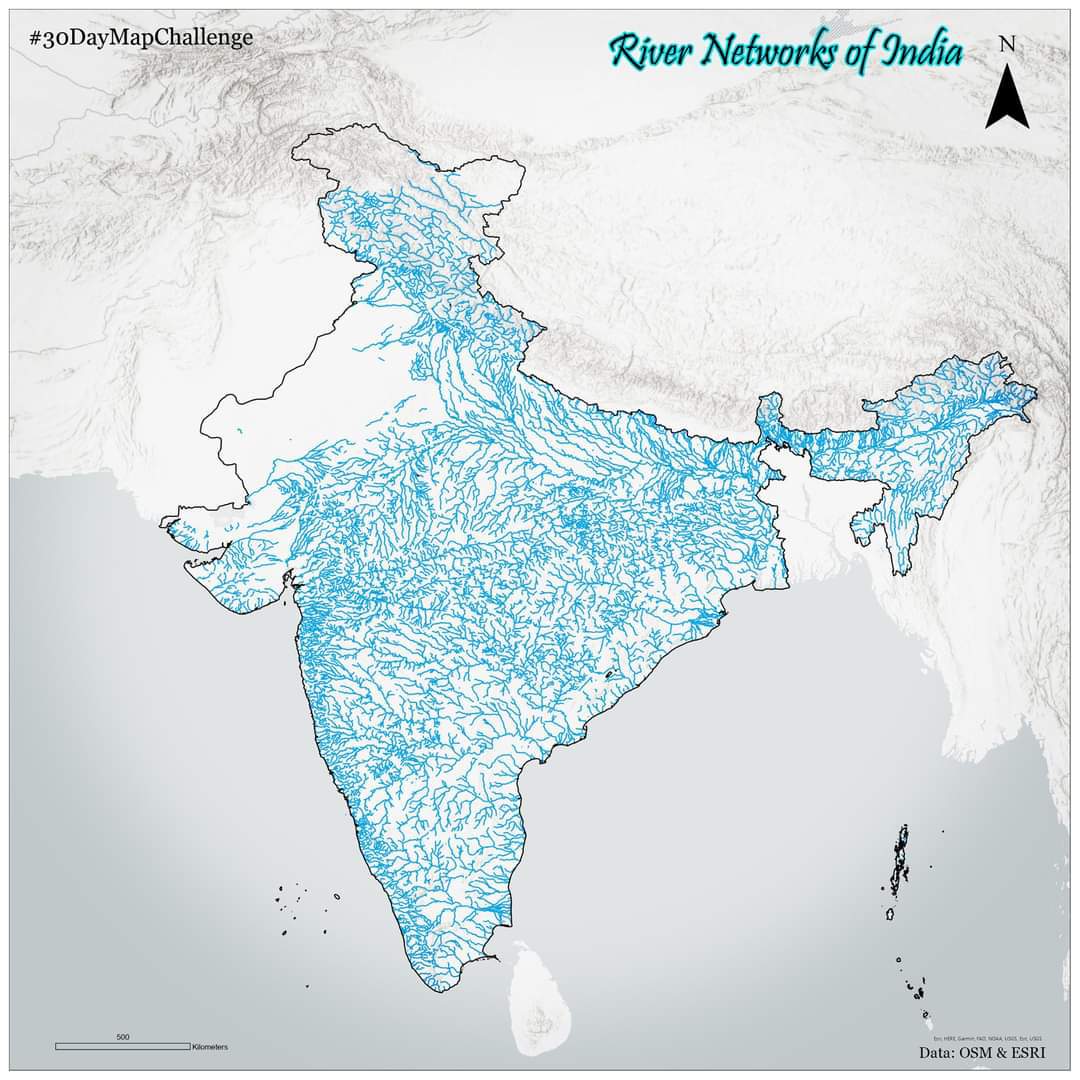 #30DayMapChallenge
River Networks of India
N
500
Kilometers
Esri, HERE, Garmin, FAO, NOAA, USGS, Esri, USGS
Data: OSM & ESRI